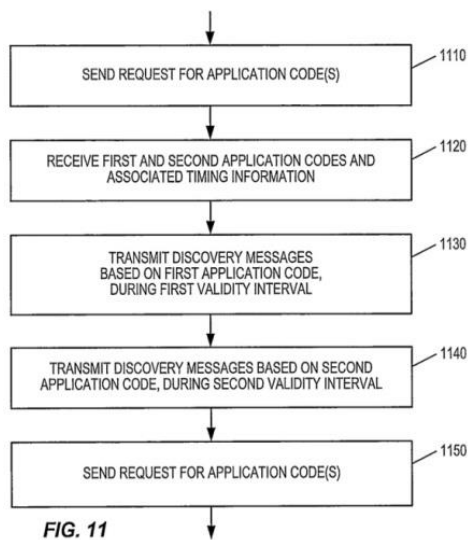 SEND REQUEST FOR APPLICATION CODE(S)
1110
RECEIVE FIRST AND SECOND APPLICATION CODES AND
ASSOCIATED TIMING INFORMATION
1120
TRANSMIT DISCOVERY MESSAGES
BASED ON FIRST APPLICATION CODE,
DURING FIRST VALIDITY INTERVAL
1130
TRANSMIT DISCOVERY MESSAGES BASED ON SECOND
APPLICATION CODE, DURING SECOND VALIDITY INTERVAL
1140
SEND REQUEST FOR APPLICATION CODE(S)
1150
FIG. 11